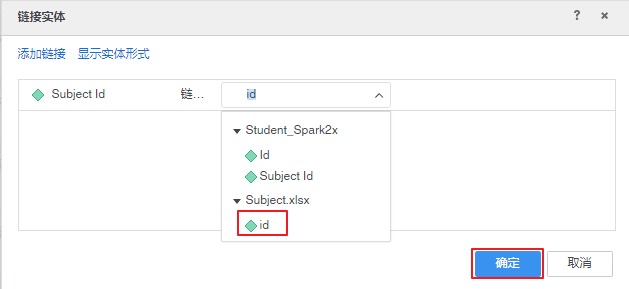 链接实体
? ×
添加链接 显示实体形式
Subject Id 链... id
Student_Spark2x
Id
Subject Id
Subject.xlsx
id
确定 取消